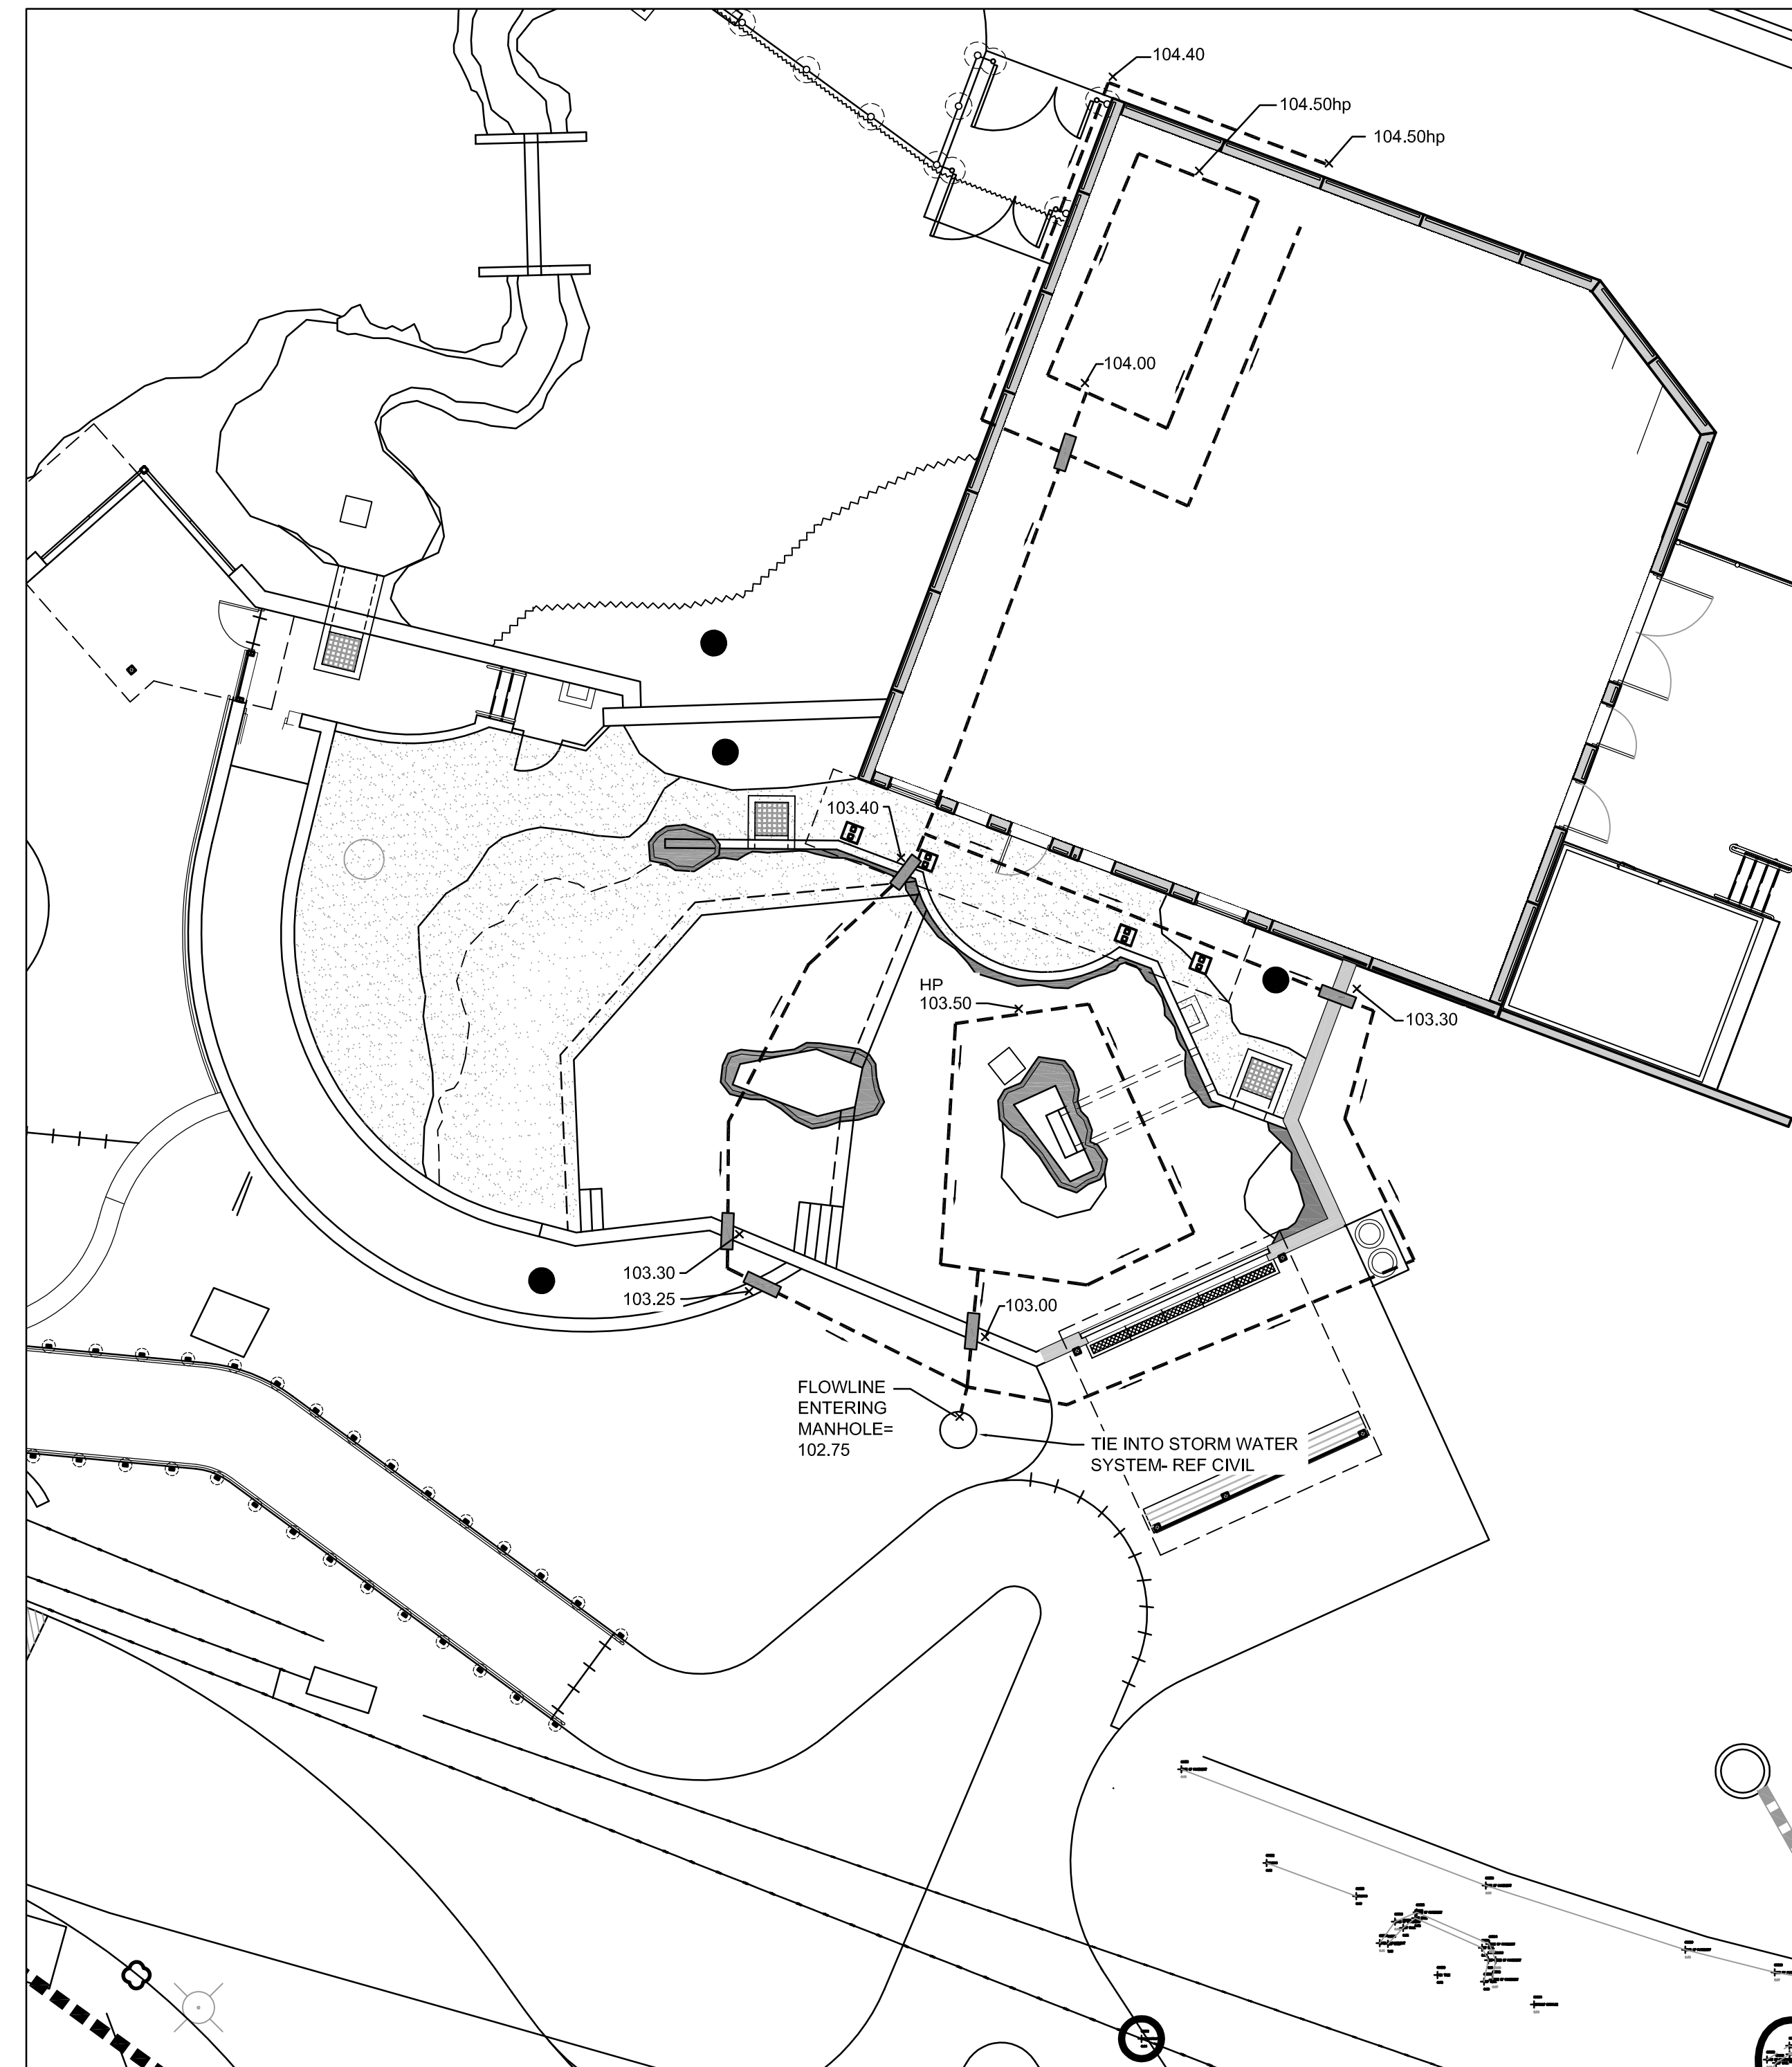 104.40
104.50hp
104.50hp
104.00
103.40
HP
103.50
103.30
103.30
103.25
103.00
FLOWLINE
ENTERING
MANHOLE=
102.75
TIE INTO STORM WATER
SYSTEM- REF CIVIL